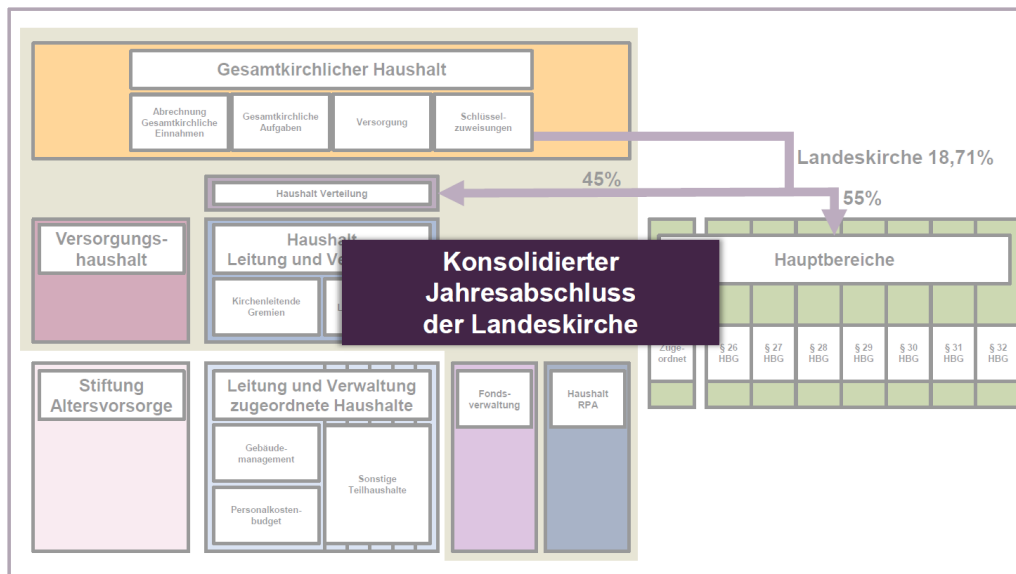 Gesamtkirchlicher Haushalt
Abrechnung
Gesamtkirchliche
Einnahmen
Gesamtkirchliche
Aufgaben
Versorgung
Schlüssel-
zuweisungen
Landeskirche 18,71%
45%
55%
Haushalt Verteilung
Versorgungs-
haushalt
Haushalt
Leitung und
Kirchenleitende
Gremien
Konsolidierter
Jahresabschluss
der Landeskirche
Hauptbereiche
Zuge-
ordnet
§ 26
HBG
§ 27
HBG
§ 28
HBG
§ 29
HBG
§ 30
HBG
§ 31
HBG
§ 32
HBG
Stiftung
Altersvorsorge
Leitung und Verwaltung
zugeordnete Haushalte
Gebäude-
management
Personalkosten-
budget
Sonstige
Teilhaushalte
Fonds-
verwaltung
Haushalt
RPA